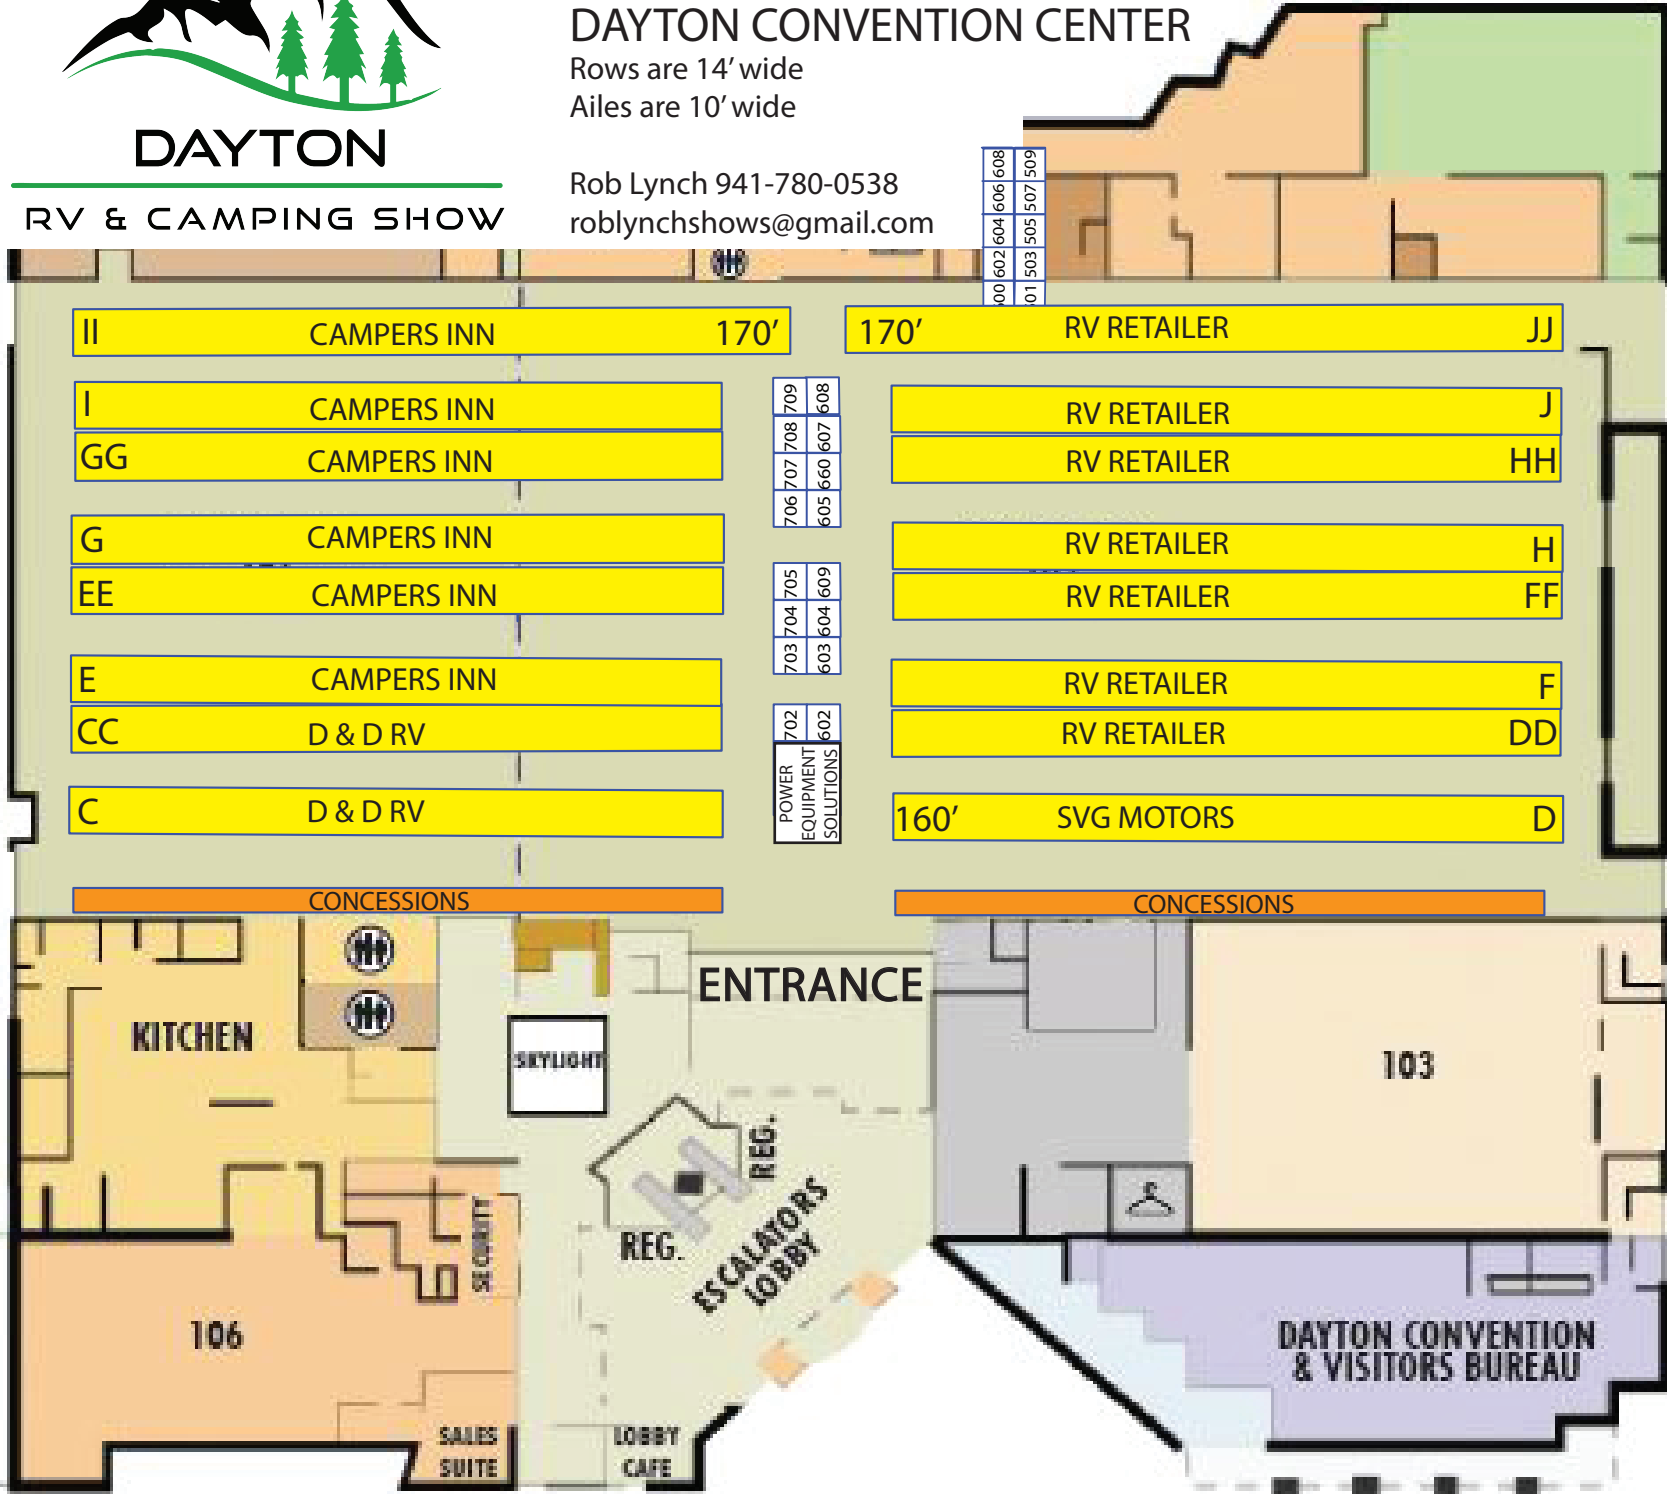 DAYTON
RV & CAMPING SHOW
DAYTON CONVENTION CENTER
Rows are 14' wide
Ailes are 10' wide
Rob Lynch 941-780-0538
roblynchshows@gmail.com
608 509
606 507
604 505
602 503
00 01
II CAMPERS INN 170'
170' RV RETAILER JJ
I CAMPERS INN
709 608
RV RETAILER J
GG CAMPERS INN
708 607
707 660
RV RETAILER HH
706 605
G CAMPERS INN
RV RETAILER H
EE CAMPERS INN
705 609
704 604
RV RETAILER FF
703 603
E CAMPERS INN
RV RETAILER F
CC D & D RV
702 602
RV RETAILER DD
C D & D RV
POWER
EQUIPMENT
SOLUTIONS
160' SVG MOTORS D
CONCESSIONS
CONCESSIONS
ENTRANCE
KITCHEN
SKYLIGHT
103
REG.
REG.
ESCALATORS
LOBBY
SECURITY
106
DAYTON CONVENTION
& VISITORS BUREAU
SALES
SUITE
LOBBY
CAFE